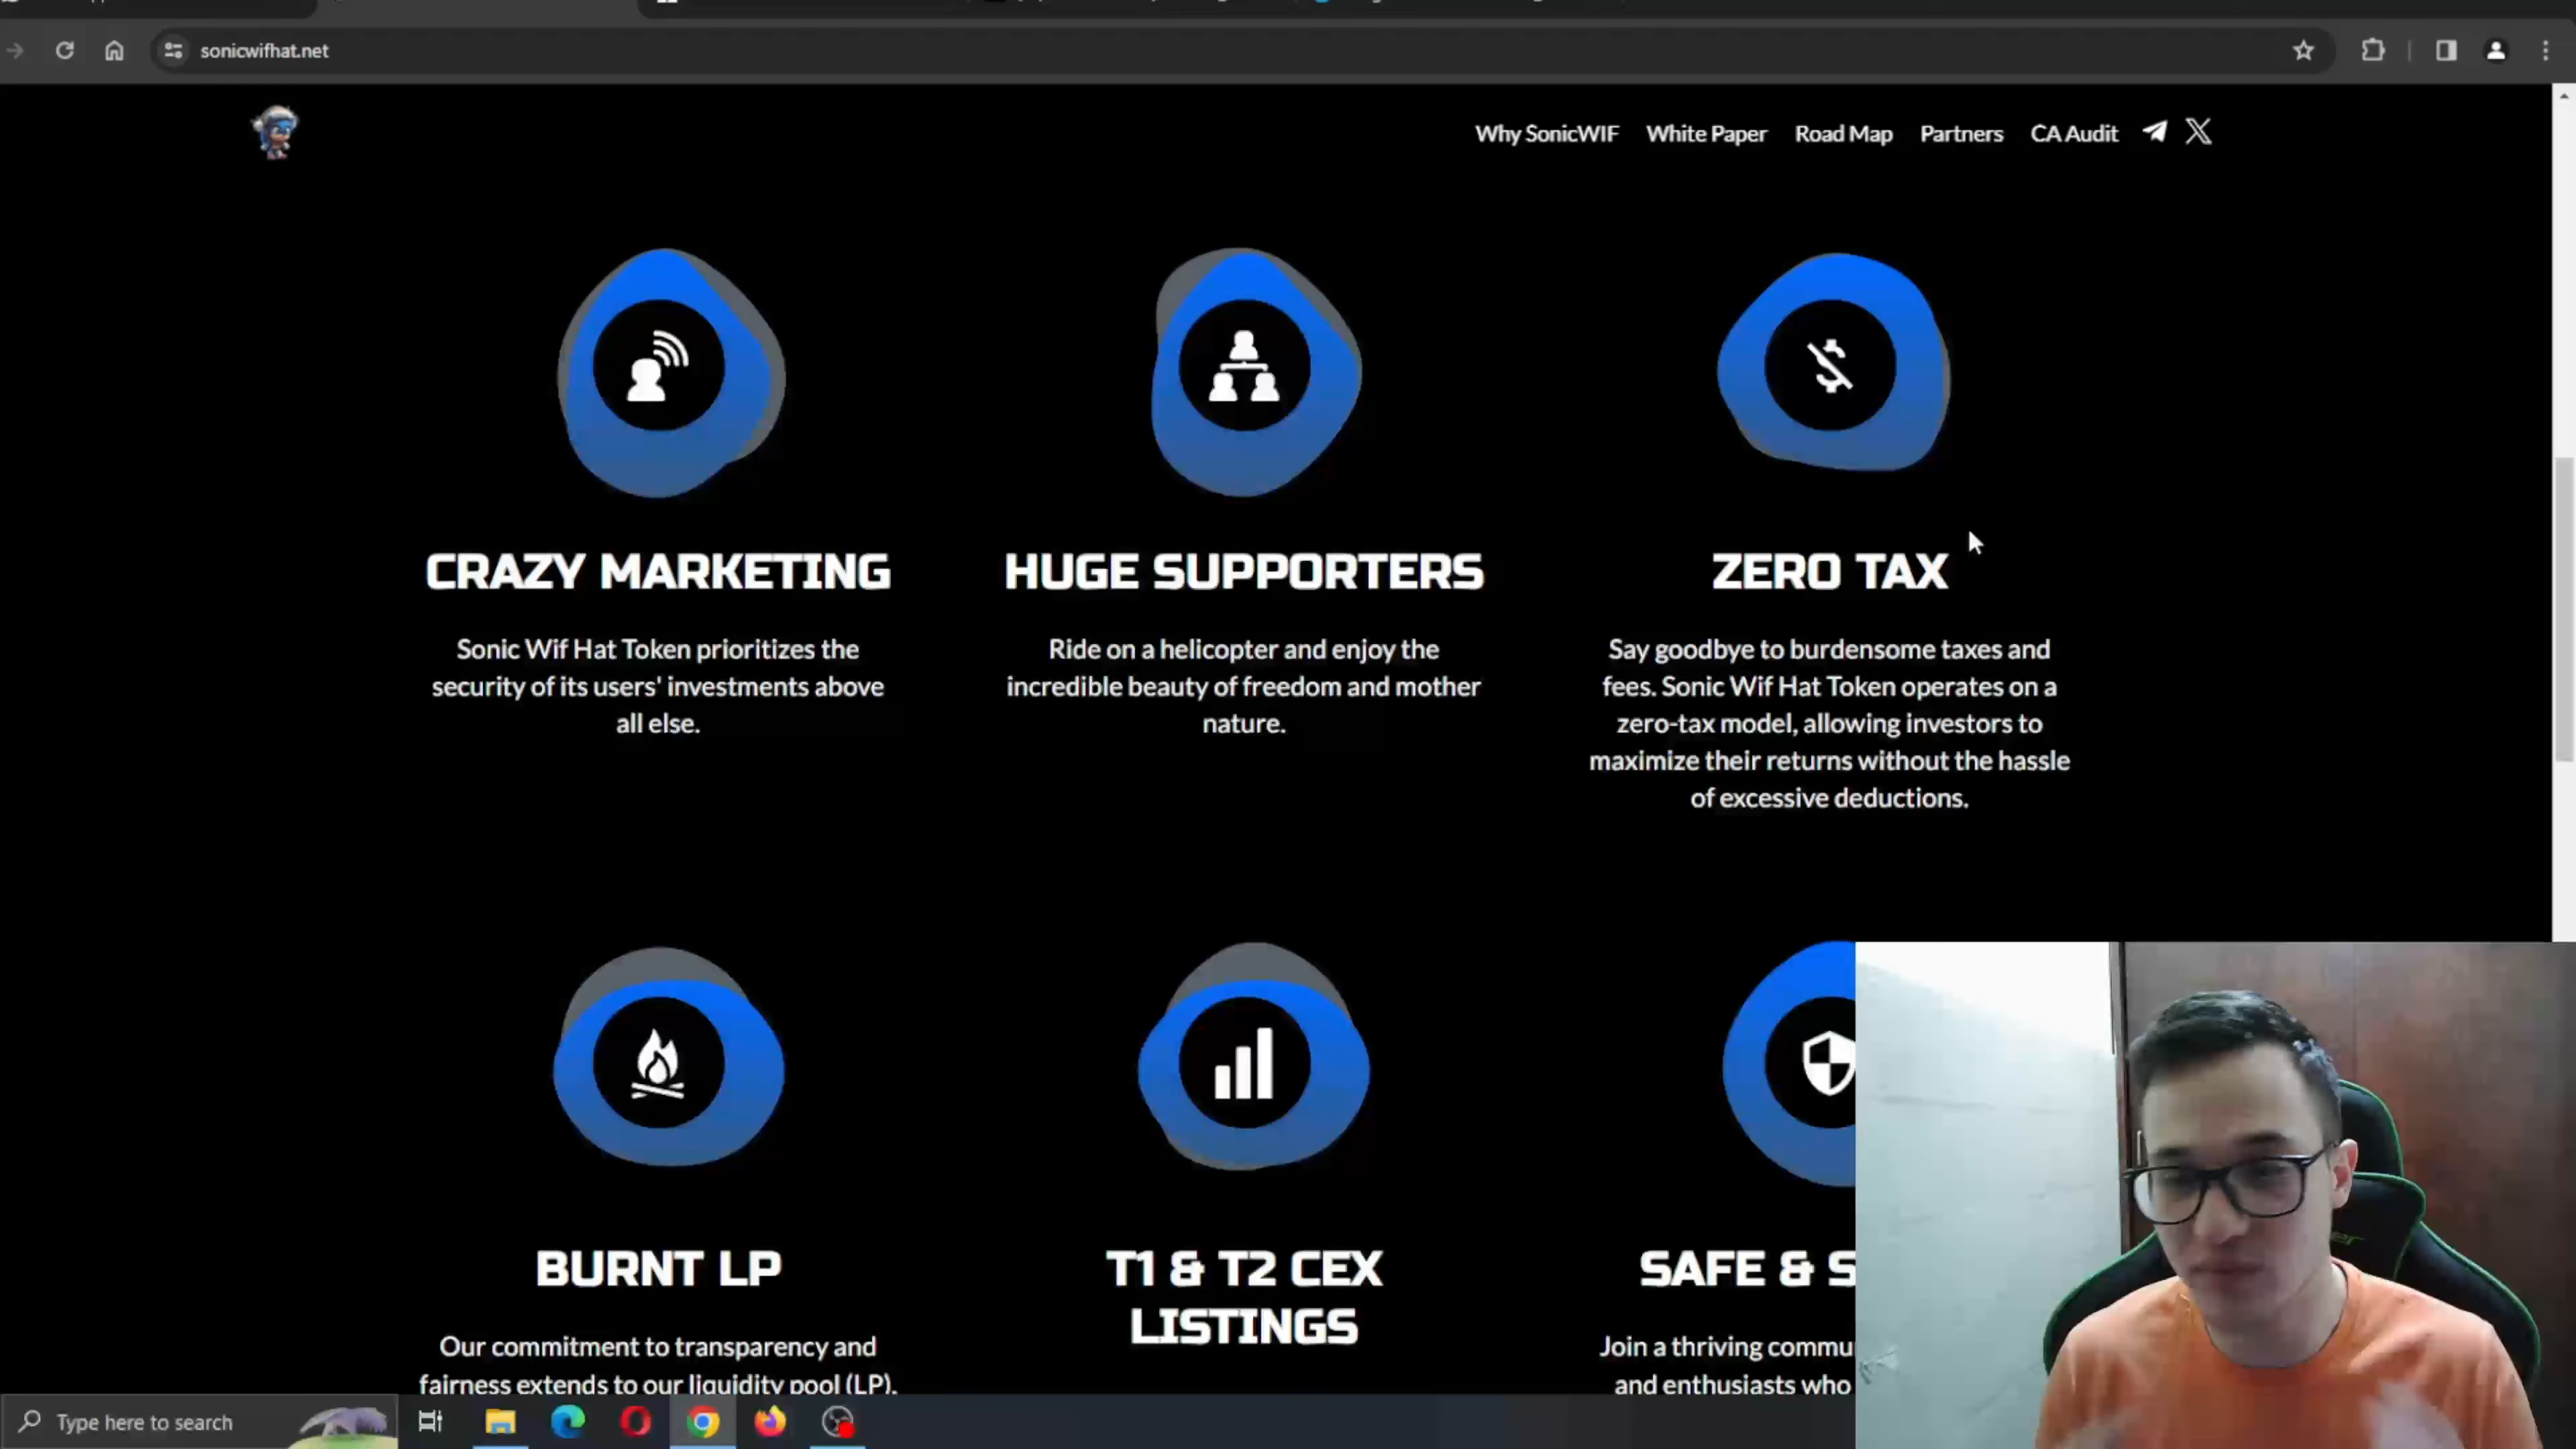 sonicwifhat.net
Why SonicWIF White Paper Road Map Partners CA Audit
CRAZY MARKETING
Sonic Wif Hat Token prioritizes the
security of its users' investments above
all else.
HUGE SUPPORTERS
Ride on a helicopter and enjoy the
incredible beauty of freedom and mother
nature.
ZERO TAX
Say goodbye to burdensome taxes and
fees. Sonic Wif Hat Token operates on a
zero-tax model, allowing investors to
maximize their returns without the hassle
of excessive deductions.
BURNT LP
Our commitment to transparency and
fairness extends to our liquidity pool (LP).
T1 & T2 CEX
LISTINGS
SAFE & S
Join a thriving commu
and enthusiasts who
Type here to search